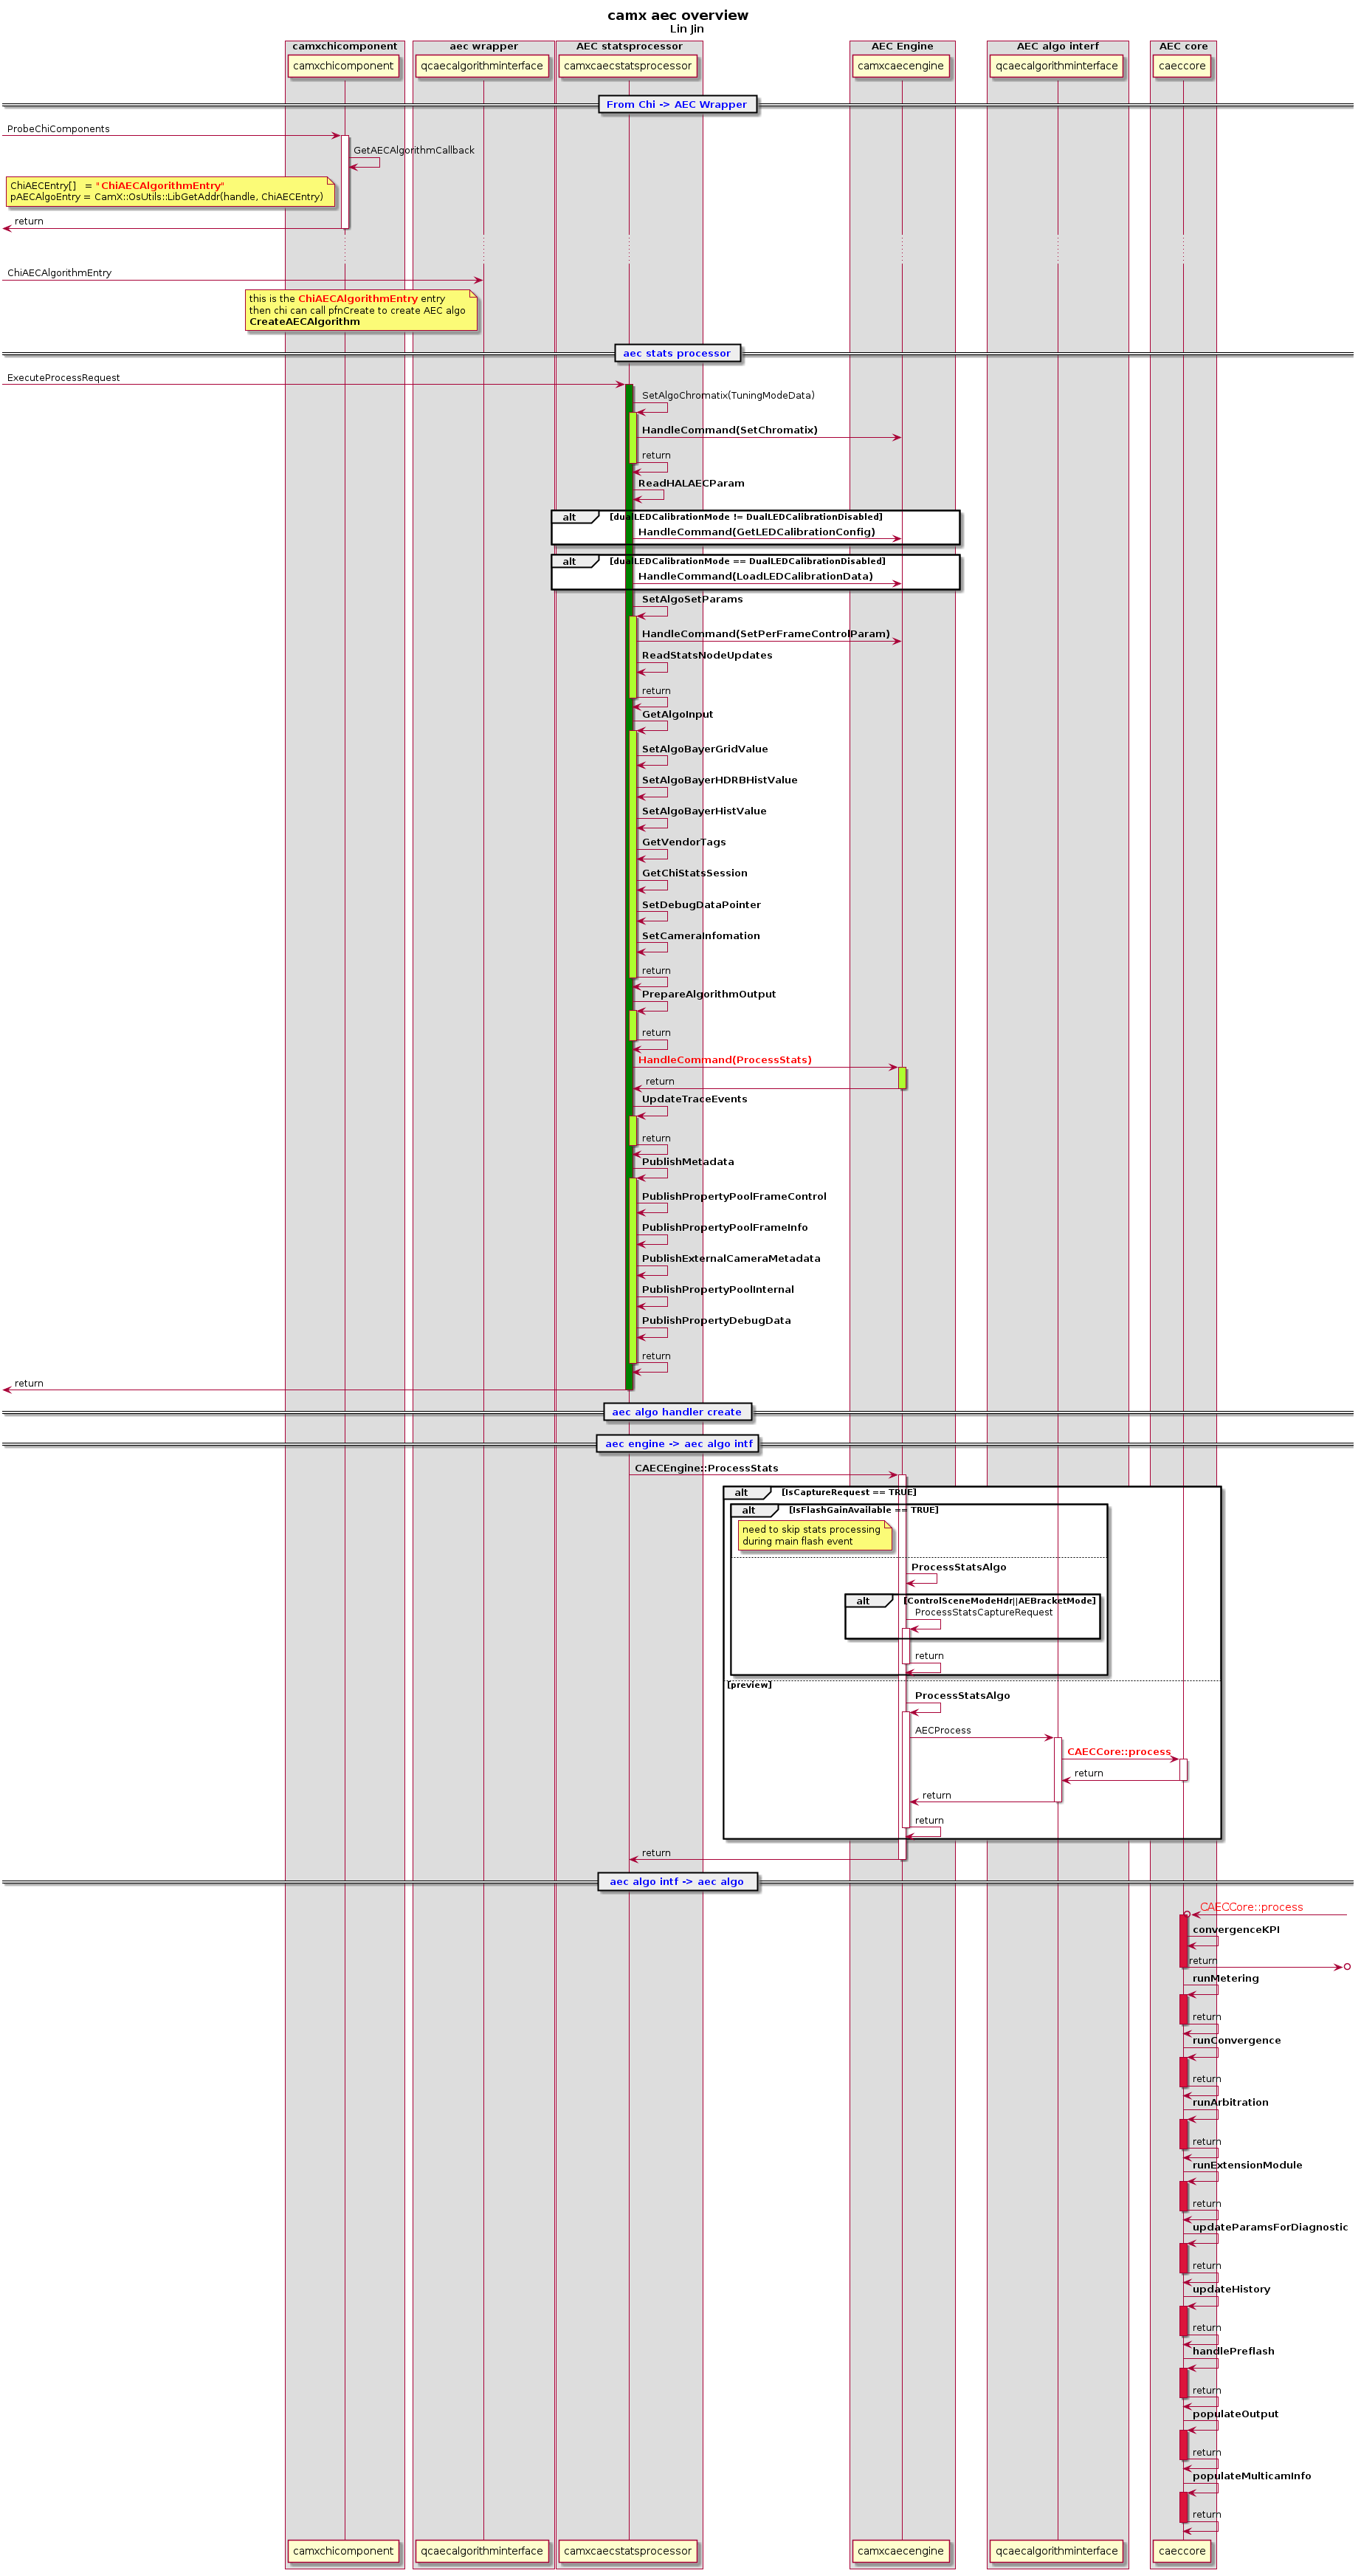 camx aec overview
Lin Jin
camxchicomponent
aec wrapper
AEC statsprocessor
AEC Engine
AEC algo interf
AEC core
camxchicomponent
qcaecalgorithminterface
camxcaecstatsprocessor
camxcaecengine
qcaecalgorithminterface
caeccore
From Chi -> AEC Wrapper
ProbeChiComponents
GetAECAlgorithmCallback
ChiAECEntry[] = "ChiAECAlgorithmEntry"
pAECAlgoEntry = CamX::OsUtils::LibGetAddr(handle, ChiAECEntry)
return
ChiAECAlgorithmEntry
this is the ChiAECAlgorithmEntry entry
then chi can call pfnCreate to create AEC algo
CreateAECAlgorithm
aec stats processor
ExecuteProcessRequest
SetAlgoChromatix(TuningModeData)
HandleCommand(SetChromatix)
return
ReadHALAECParam
alt [dualLEDCalibrationMode != DualLEDCalibrationDisabled]
HandleCommand(GetLEDCalibrationConfig)
alt [dualLEDCalibrationMode == DualLEDCalibrationDisabled]
HandleCommand(LoadLEDCalibrationData)
SetAlgoSetParams
HandleCommand(SetPerFrameControlParam)
ReadStatsNodeUpdates
return
GetAlgoInput
SetAlgoBayerGridValue
SetAlgoBayerHDRBHistValue
SetAlgoBayerHistValue
GetVendorTags
GetChiStatsSession
SetDebugDataPointer
SetCameraInfomation
return
PrepareAlgorithmOutput
return
HandleCommand(ProcessStats)
return
UpdateTraceEvents
return
PublishMetadata
PublishPropertyPoolFrameControl
PublishPropertyPoolFrameInfo
PublishExternalCameraMetadata
PublishPropertyPoolInternal
PublishPropertyDebugData
return
return
aec algo handler create
aec engine -> aec algo intf
CAECEngine::ProcessStats
alt [IsCaptureRequest == TRUE]
alt [IsFlashGainAvailable == TRUE]
need to skip stats processing
during main flash event
ProcessStatsAlgo
alt [ControlSceneModeHdr||AEBracketMode]
ProcessStatsCaptureRequest
return
[preview]
ProcessStatsAlgo
AECProcess
CAECCore::process
return
return
return
return
aec algo intf -> aec algo
CAECCore::process
convergenceKPI
return
runMetering
return
runConvergence
return
runArbitration
return
runExtensionModule
return
updateParamsForDiagnostic
return
updateHistory
return
handlePreflash
return
populateOutput
return
populateMulticamInfo
return
camxchicomponent
qcaecalgorithminterface
camxcaecstatsprocessor
camxcaecengine
qcaecalgorithminterface
caeccore